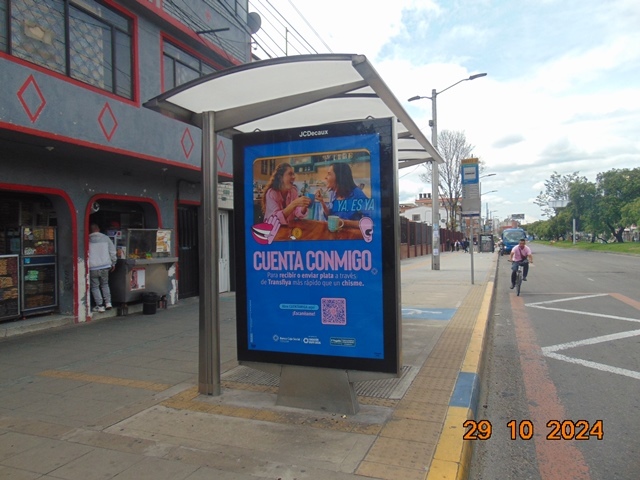 JCDecaux
YA, ES YA
CUENTA CONMIGO
Para recibir o enviar plata a través
de Transfiya más rápido que un chisme.
¡Escanéame!
29 10 2024